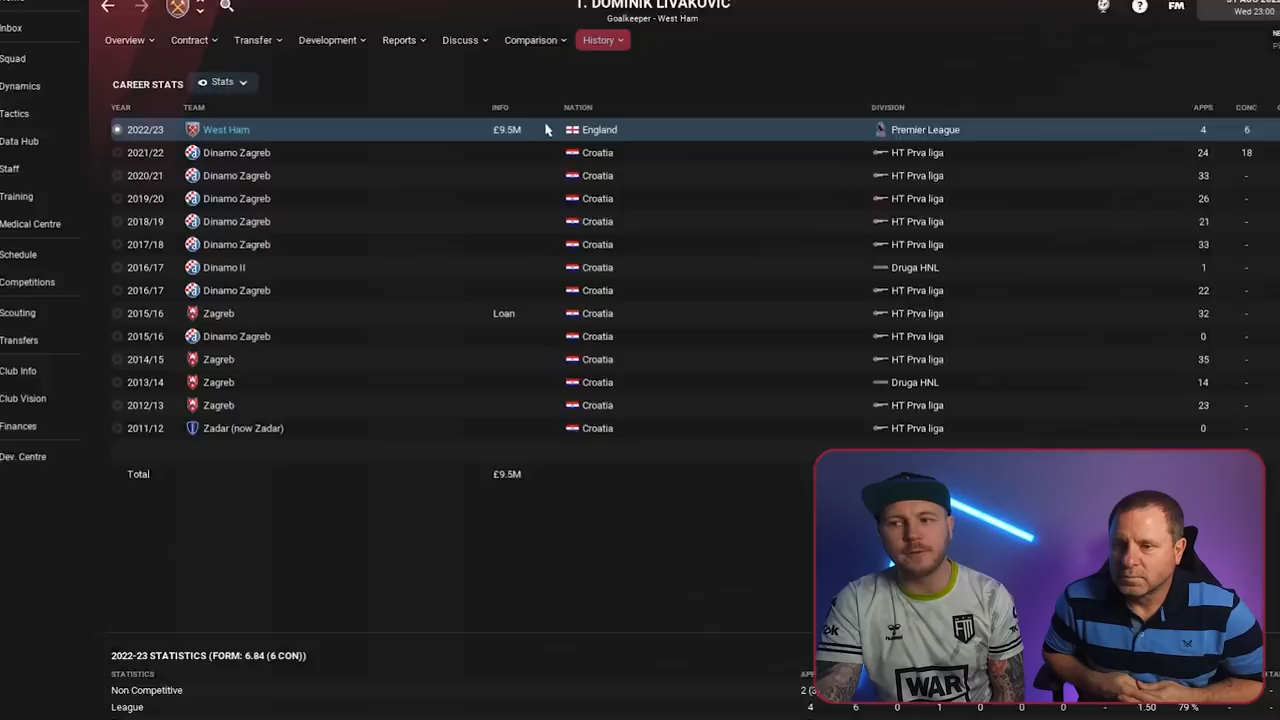 1. DOMINIK LIVAKOVIĆ
Goalkeeper - West Ham
FM
Wed 23:00
Inbox
Squad
Dynamics
Tactics
Data Hub
Staff
Training
Medical Centre
Schedule
Competitions
Scouting
Transfers
Club Info
Club Vision
Finances
Dev. Centre
Overview Contract Transfer Development Reports Discuss Comparison History
CAREER STATS Stats
YEAR TEAM INFO NATION DIVISION APPS CONC
2022/23 West Ham £9.5M England Premier League 4 6
2021/22 Dinamo Zagreb Croatia HT Prva liga 24 18
2020/21 Dinamo Zagreb Croatia HT Prva liga 33 -
2019/20 Dinamo Zagreb Croatia HT Prva liga 26 -
2018/19 Dinamo Zagreb Croatia HT Prva liga 21 -
2017/18 Dinamo Zagreb Croatia HT Prva liga 33 -
2016/17 Dinamo II Croatia Druga HNL 1 -
2016/17 Dinamo Zagreb Croatia HT Prva liga 22 -
2015/16 Zagreb Loan Croatia HT Prva liga 32 -
2015/16 Dinamo Zagreb Croatia HT Prva liga 0 -
2014/15 Zagreb Croatia HT Prva liga 35 -
2013/14 Zagreb Croatia Druga HNL 14 -
2012/13 Zagreb Croatia HT Prva liga 23 -
2011/12 Zadar (now Zadar) Croatia HT Prva liga 0 -
Total £9.5M
2022-23 STATISTICS (FORM: 6.84 (6 CON))
STATISTICS
Non Competitive
League 4 6 0 1 0 0 0 - 1.50 79 % -
hummel
FM
WAR